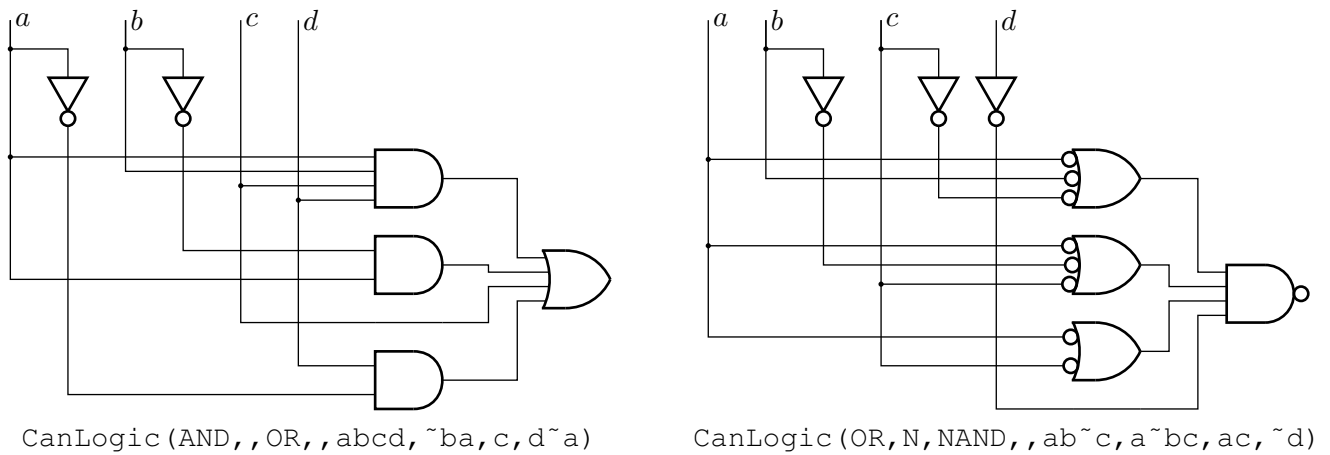 a b c d
a b c d
CanLogic(AND,,OR,,abcd,˜ba,c,d˜a)
CanLogic(OR,N,NAND,,ab˜c,a˜bc,ac,˜d)